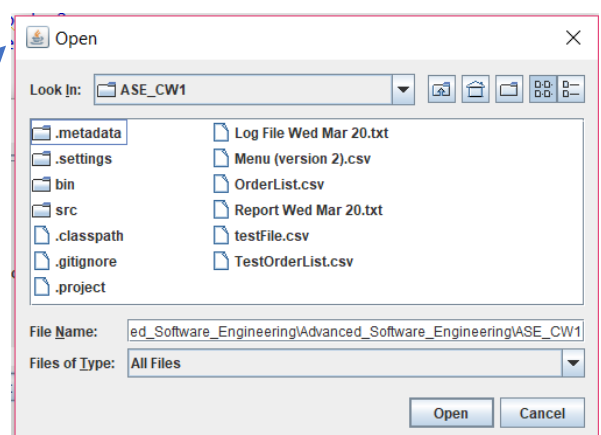 Open
Look In: ASE_CW1
.metadata
.settings
bin
src
.classpath
.gitignore
.project
Log File Wed Mar 20.txt
Menu (version 2).csv
OrderList.csv
Report Wed Mar 20.txt
testFile.csv
TestOrderList.csv
File Name: ed_Software_Engineering\Advanced_Software_Engineering\ASE_CW1
Files of Type: All Files
Open Cancel